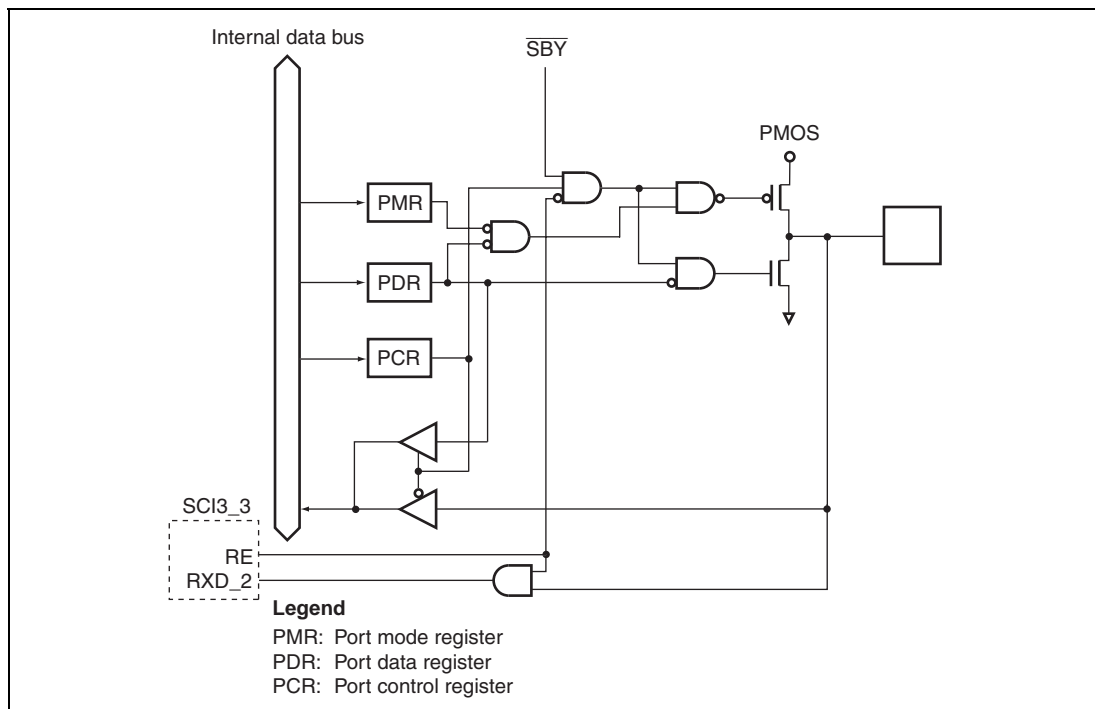 Internal data bus
SBY
PMOS
PMR
PDR
PCR
SCI3_3
RE
RXD_2
Legend
PMR: Port mode register
PDR: Port data register
PCR: Port control register